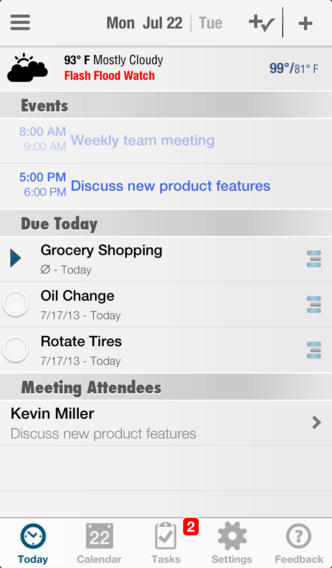 Mon Jul 22 | Tue
93° F Mostly Cloudy
Flash Flood Watch
99°/81° F
Events
8:00 AM
9:00 AM
Weekly team meeting
5:00 PM
6:00 PM
Discuss new product features
Due Today
Grocery Shopping
Ø - Today
Oil Change
7/17/13 - Today
Rotate Tires
7/17/13 - Today
Meeting Attendees
Kevin Miller
Discuss new product features
2
22
Today Calendar Tasks Settings Feedback